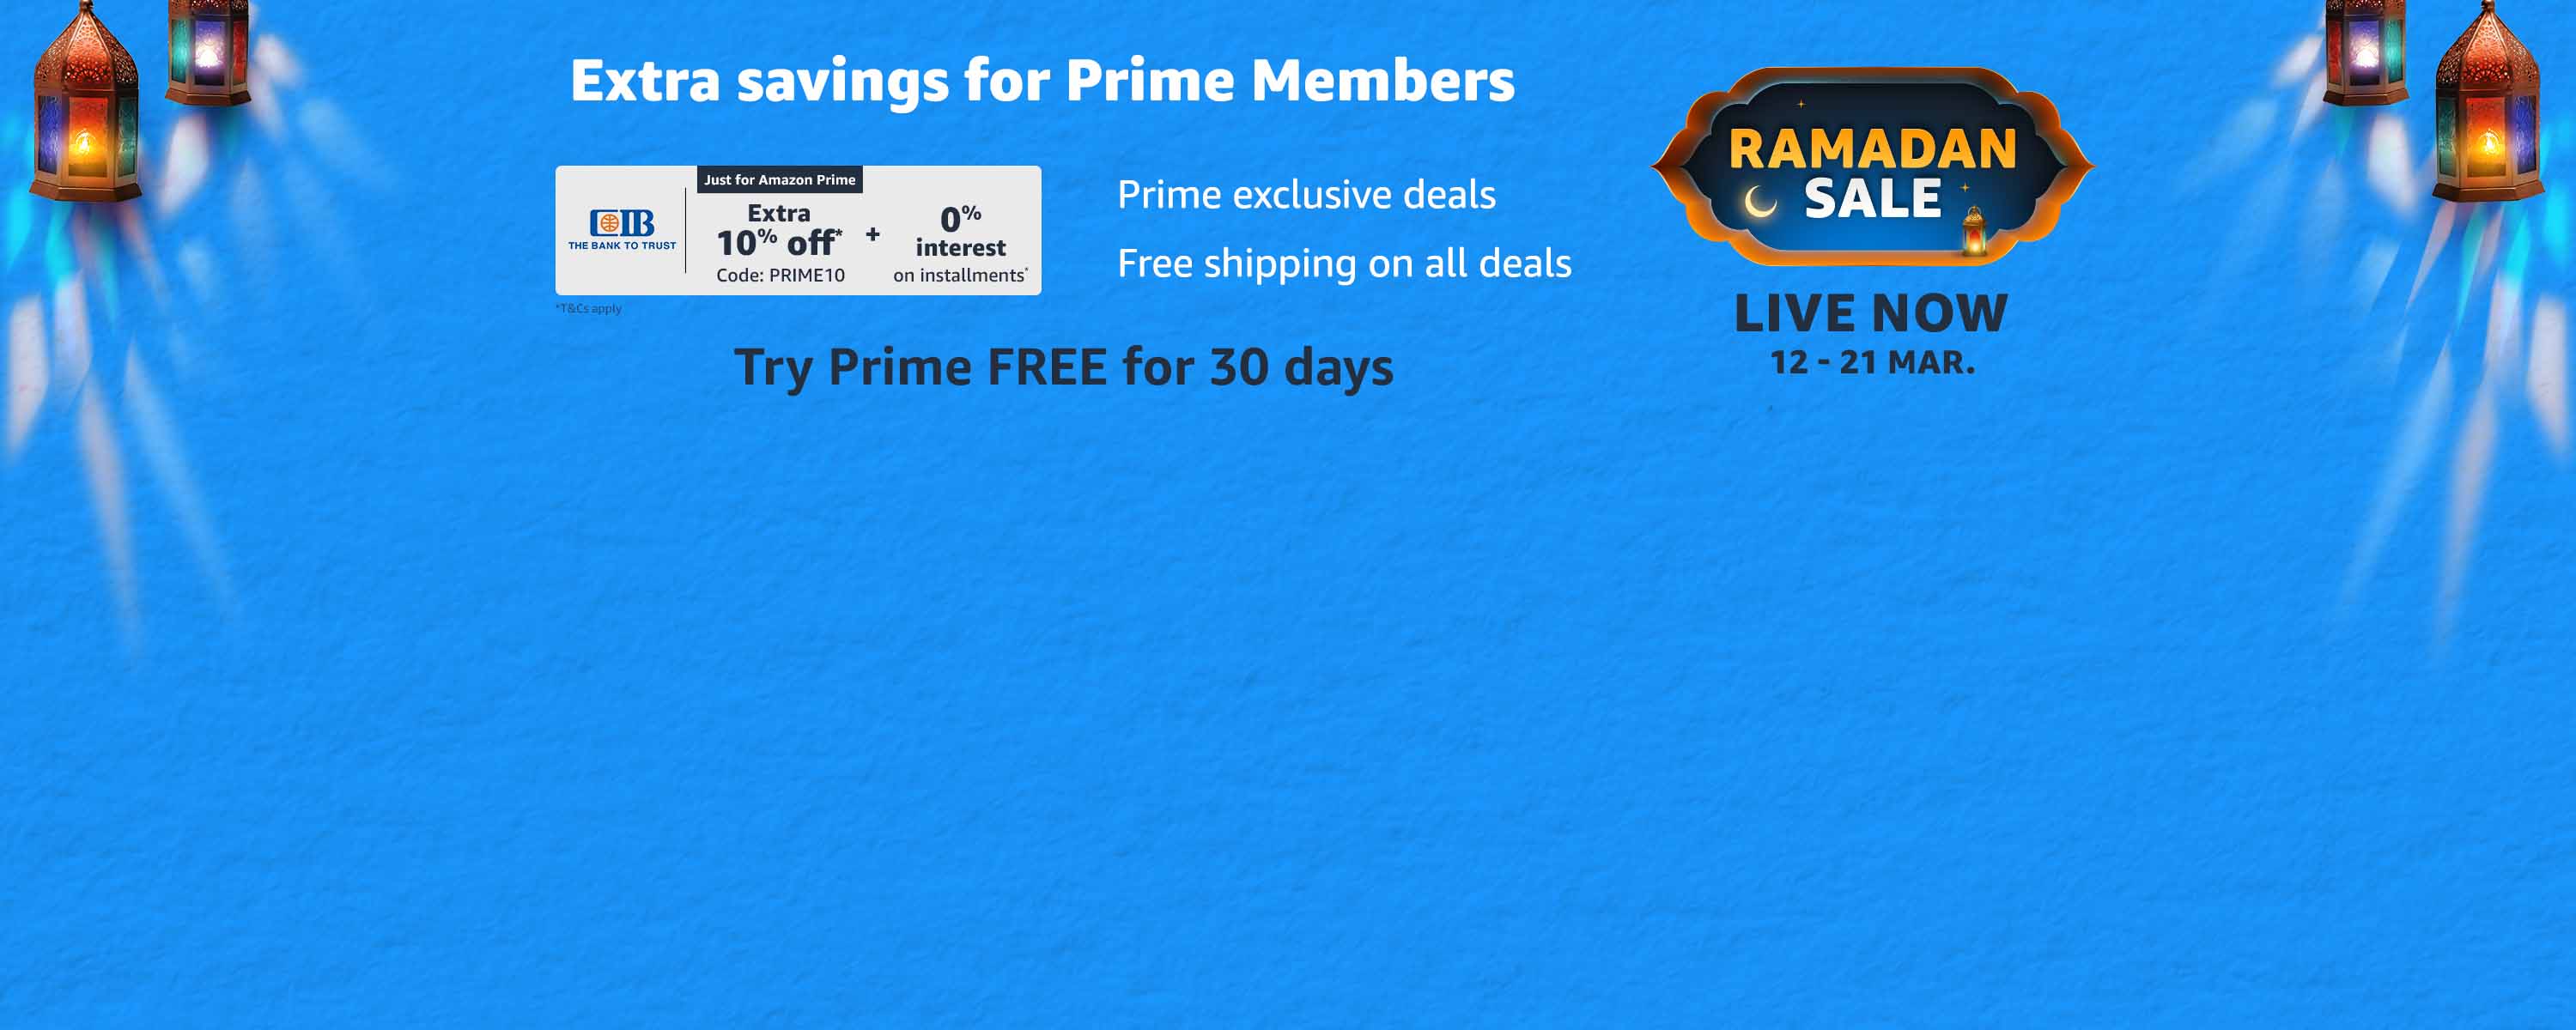 Extra savings for Prime Members
CIB
THE BANK TO TRUST
Just for Amazon Prime
Extra
10% off*
Code: PRIME10
+
0%
interest
on installments*
*T&Cs apply
Prime exclusive deals
Free shipping on all deals
Try Prime FREE for 30 days
RAMADAN
SALE
LIVE NOW
12 - 21 MAR.